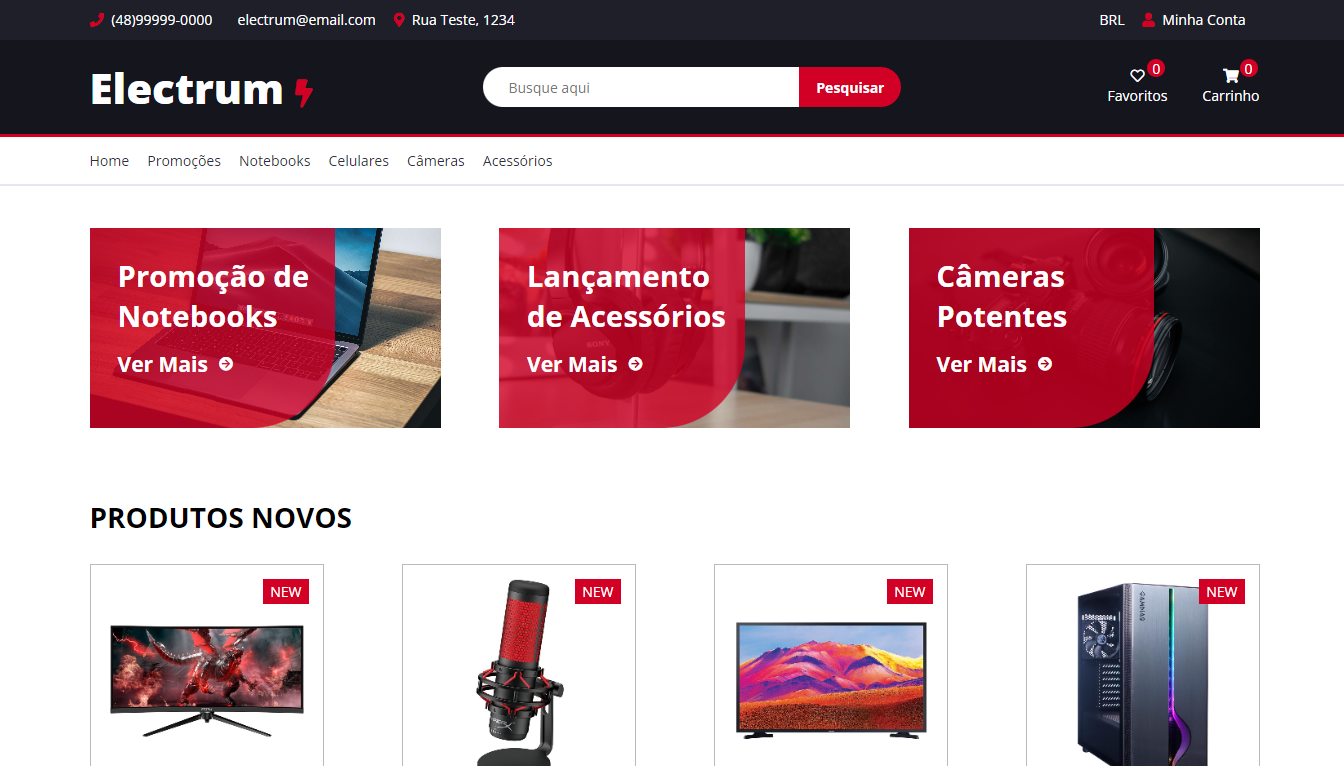 (48)99999-0000 electrum@email.com Rua Teste, 1234 BRL Minha Conta
Electrum Busque aqui Pesquisar 0 0
Favoritos Carrinho
Home Promoções Notebooks Celulares Câmeras Acessórios
Promoção de
Notebooks
Ver Mais
Lançamento
de Acessórios
Ver Mais
Câmeras
Potentes
Ver Mais
SONY
PRODUTOS NOVOS
NEW NEW NEW NEW